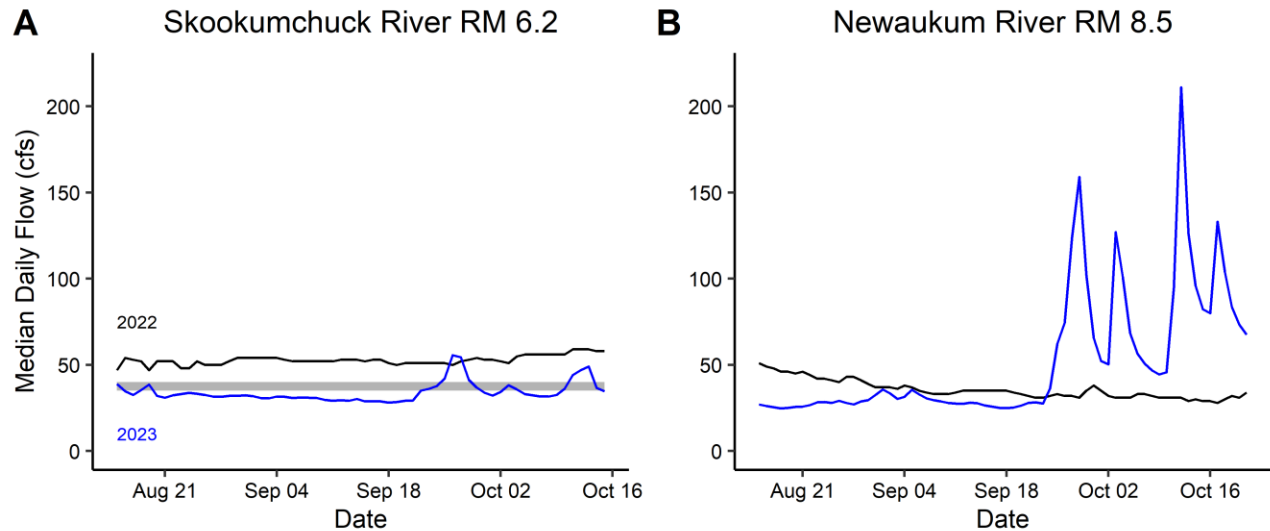 A
Skookumchuck River RM 6.2
Median Daily Flow (cfs)
200
150
100
50
0
2022
2023
Aug 21
Sep 04
Sep 18
Oct 02
Oct 16
Date
B
Newaukum River RM 8.5
200
150
100
50
0
Aug 21
Sep 04
Sep 18
Oct 02
Oct 16
Date